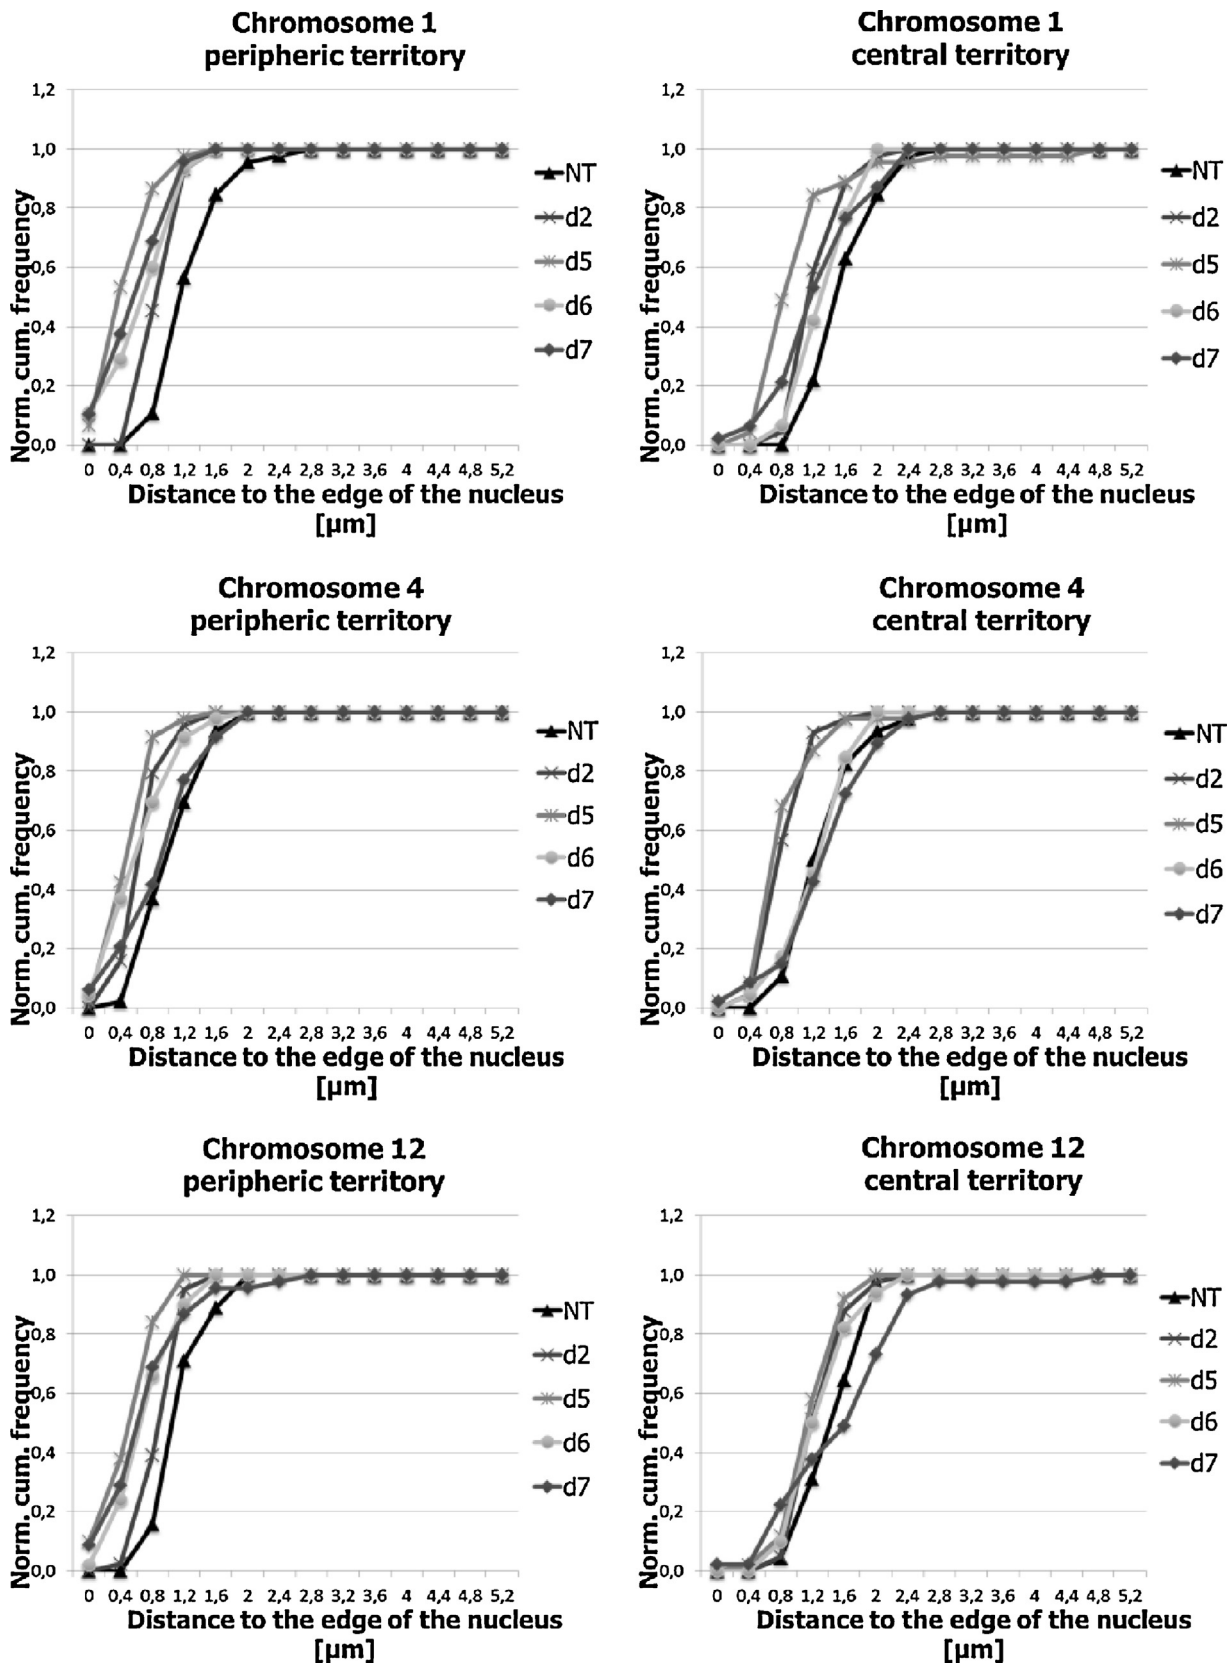 Chromosome 1
peripheric territory
1,2
1,0
0,8
0,6
0,4
0,2
0,0
Norm. cum. frequency
0 0,4 0,8 1,2 1,6 2 2,4 2,8 3,2 3,6 4 4,4 4,8 5,2
Distance to the edge of the nucleus
[µm]
NT
d2
d5
d6
d7
Chromosome 1
central territory
1,2
1,0
0,8
0,6
0,4
0,2
0,0
Norm. cum. frequency
0 0,4 0,8 1,2 1,6 2 2,4 2,8 3,2 3,6 4 4,4 4,8 5,2
Distance to the edge of the nucleus
[µm]
NT
d2
d5
d6
d7
Chromosome 4
peripheric territory
1,2
1,0
0,8
0,6
0,4
0,2
0,0
Norm. cum. frequency
0 0,4 0,8 1,2 1,6 2 2,4 2,8 3,2 3,6 4 4,4 4,8 5,2
Distance to the edge of the nucleus
[µm]
NT
d2
d5
d6
d7
Chromosome 4
central territory
1,2
1,0
0,8
0,6
0,4
0,2
0,0
Norm. cum. frequency
0 0,4 0,8 1,2 1,6 2 2,4 2,8 3,2 3,6 4 4,4 4,8 5,2
Distance to the edge of the nucleus
[µm]
NT
d2
d5
d6
d7
Chromosome 12
peripheric territory
1,2
1,0
0,8
0,6
0,4
0,2
0,0
Norm. cum. frequency
0 0,4 0,8 1,2 1,6 2 2,4 2,8 3,2 3,6 4 4,4 4,8 5,2
Distance to the edge of the nucleus
[µm]
NT
d2
d5
d6
d7
Chromosome 12
central territory
1,2
1,0
0,8
0,6
0,4
0,2
0,0
Norm. cum. frequency
0 0,4 0,8 1,2 1,6 2 2,4 2,8 3,2 3,6 4 4,4 4,8 5,2
Distance to the edge of the nucleus
[µm]
NT
d2
d5
d6
d7